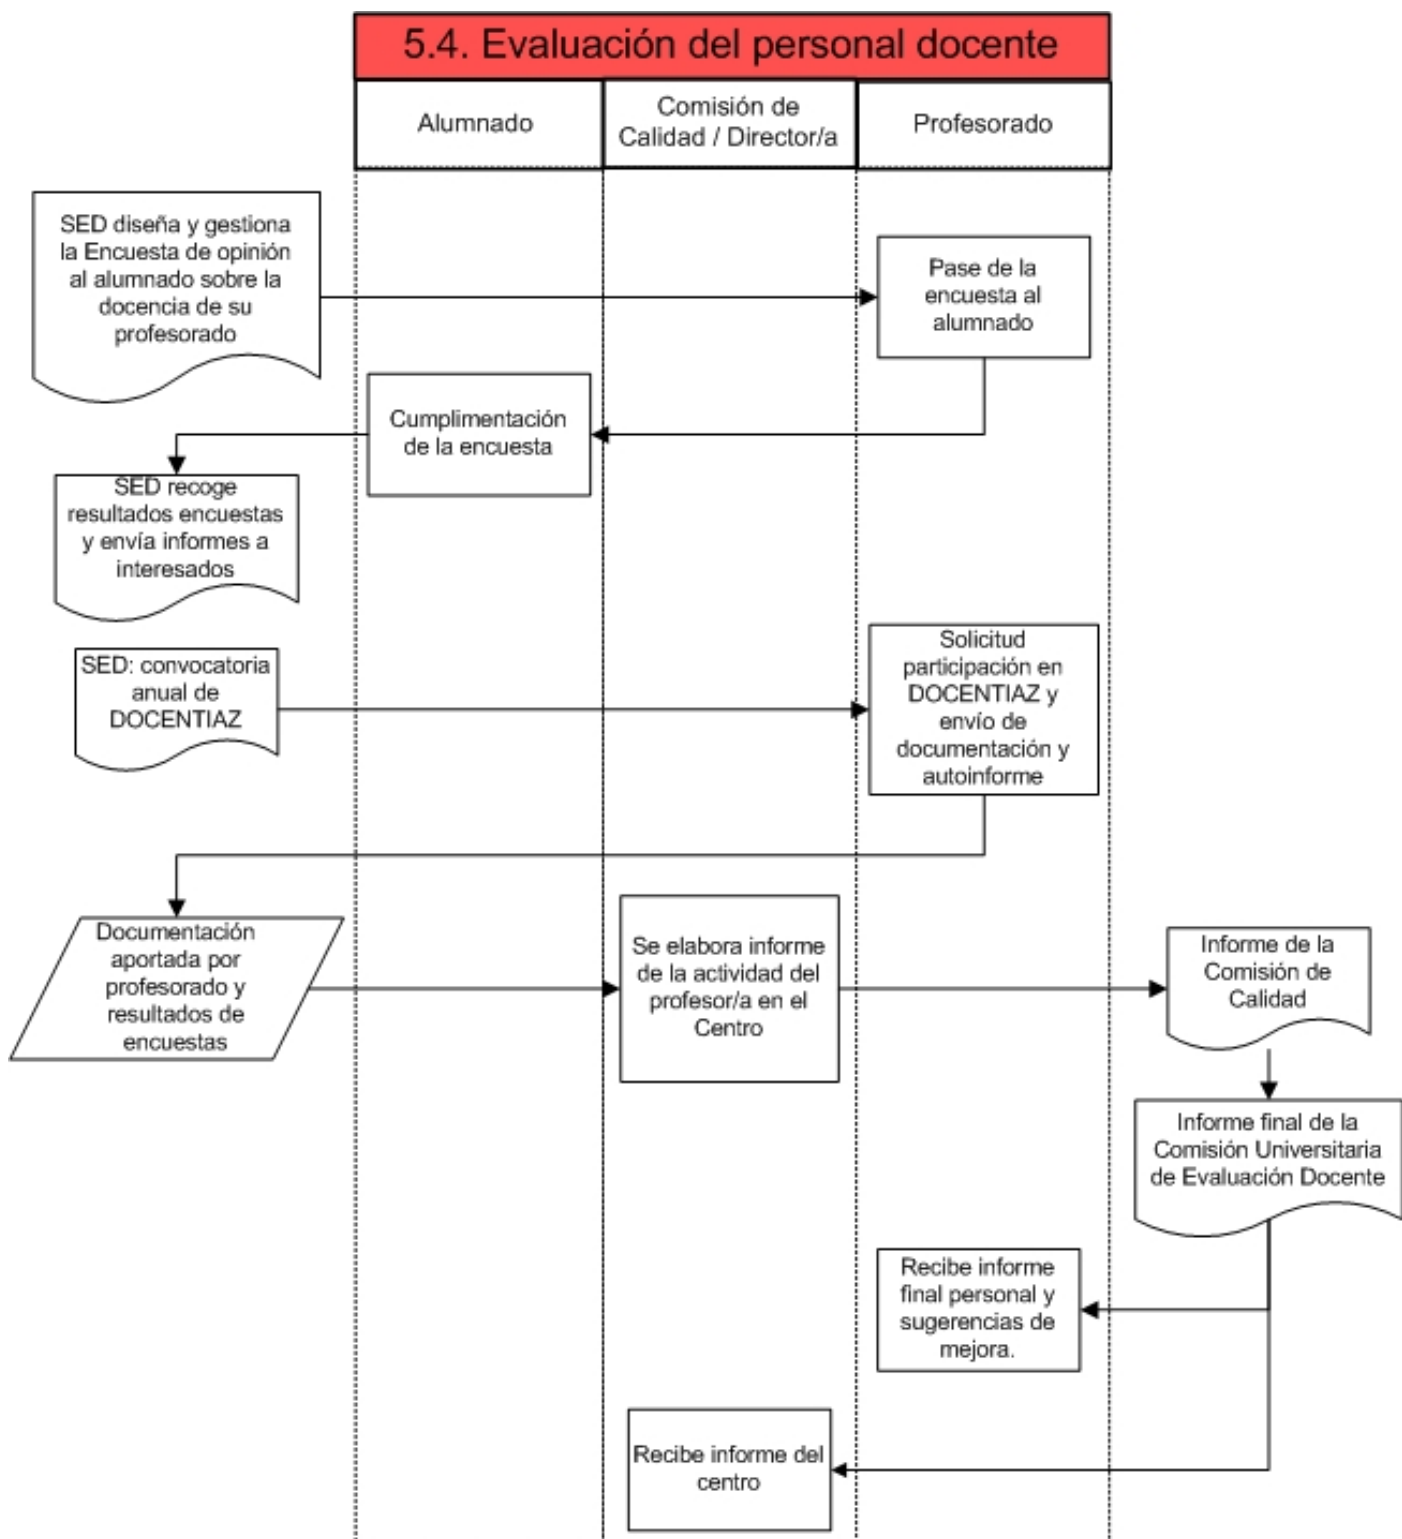 5.4. Evaluación del personal docente
Alumnado
Comisión de
Calidad / Director/a
Profesorado
SED diseña y gestiona
la Encuesta de opinión
al alumnado sobre la
docencia de su
profesorado
Pase de la
encuesta al
alumnado
Cumplimentación
de la encuesta
SED recoge
resultados encuestas
y envía informes a
interesados
SED: convocatoria
anual de
DOCENTIAZ
Solicitud
participación en
DOCENTIAZ y
envío de
documentación y
autoinforme
Documentación
aportada por
profesorado y
resultados de
encuestas
Se elabora informe
de la actividad del
profesor/a en el
Centro
Informe de la
Comisión de
Calidad
Informe final de la
Comisión Universitaria
de Evaluación Docente
Recibe informe
final personal y
sugerencias de
mejora.
Recibe informe del
centro